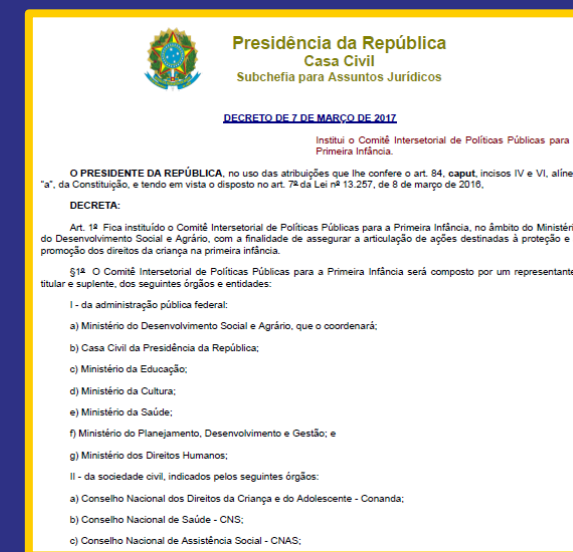 Presidência da República
Casa Civil
Subchefia para Assuntos Jurídicos
DECRETO DE 7 DE MARÇO DE 2017
Institui o Comitê Intersetorial de Políticas Públicas para
Primeira Infância.
O PRESIDENTE DA REPÚBLICA, no uso das atribuições que lhe confere o art. 84, caput, incisos IV e VI, alíne
"a", da Constituição, e tendo em vista o disposto no art. 7º da Lei nº 13.257, de 8 de março de 2016,
DECRETA:
Art. 1º Fica instituído o Comitê Intersetorial de Políticas Públicas para a Primeira Infância, no âmbito do Ministéri
do Desenvolvimento Social e Agrário, com a finalidade de assegurar a articulação de ações destinadas à proteção e
promoção dos direitos da criança na primeira infância.
§1º O Comitê Intersetorial de Políticas Públicas para a Primeira Infância será composto por um representante
titular e suplente, dos seguintes órgãos e entidades:
I - da administração pública federal:
a) Ministério do Desenvolvimento Social e Agrário, que o coordenará;
b) Casa Civil da Presidência da República;
c) Ministério da Educação;
d) Ministério da Cultura;
e) Ministério da Saúde;
f) Ministério do Planejamento, Desenvolvimento e Gestão; e
g) Ministério dos Direitos Humanos;
II - da sociedade civil, indicados pelos seguintes órgãos:
a) Conselho Nacional dos Direitos da Criança e do Adolescente - Conanda;
b) Conselho Nacional de Saúde - CNS;
c) Conselho Nacional de Assistência Social - CNAS;